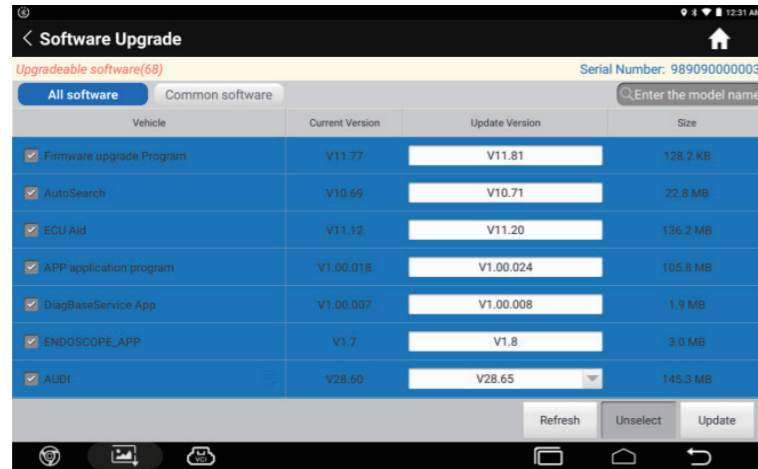 12:31 AM
Software Upgrade
Upgradeable software(68) Serial Number: 989090000003
All software Common software Enter the model name
Vehicle Current Version Update Version Size
Firmware upgrade Program V11.77 V11.81 128.2 KB
AutoSearch V10.69 V10.71 22.8 MB
ECU Aid V11.12 V11.20 136.2 MB
APP application program V1.00.018 V1.00.024 105.8 MB
DiagBaseService App V1.00.007 V1.00.008 1.9 MB
ENDOSCOPE_APP V1.7 V1.8 3.0 MB
AUDI V28.60 V28.65 145.3 MB
Refresh Unselect Update
VCI